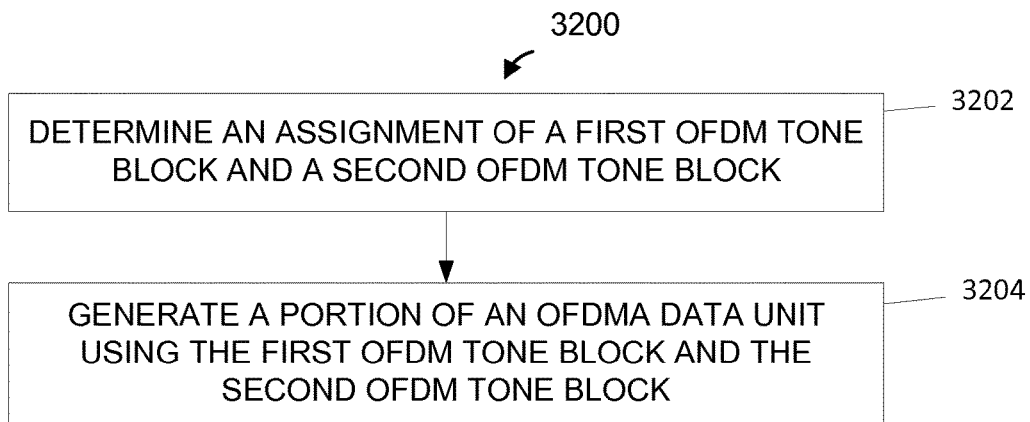 3200
3202
DETERMINE AN ASSIGNMENT OF A FIRST OFDM TONE
BLOCK AND A SECOND OFDM TONE BLOCK
3204
GENERATE A PORTION OF AN OFDMA DATA UNIT
USING THE FIRST OFDM TONE BLOCK AND THE
SECOND OFDM TONE BLOCK